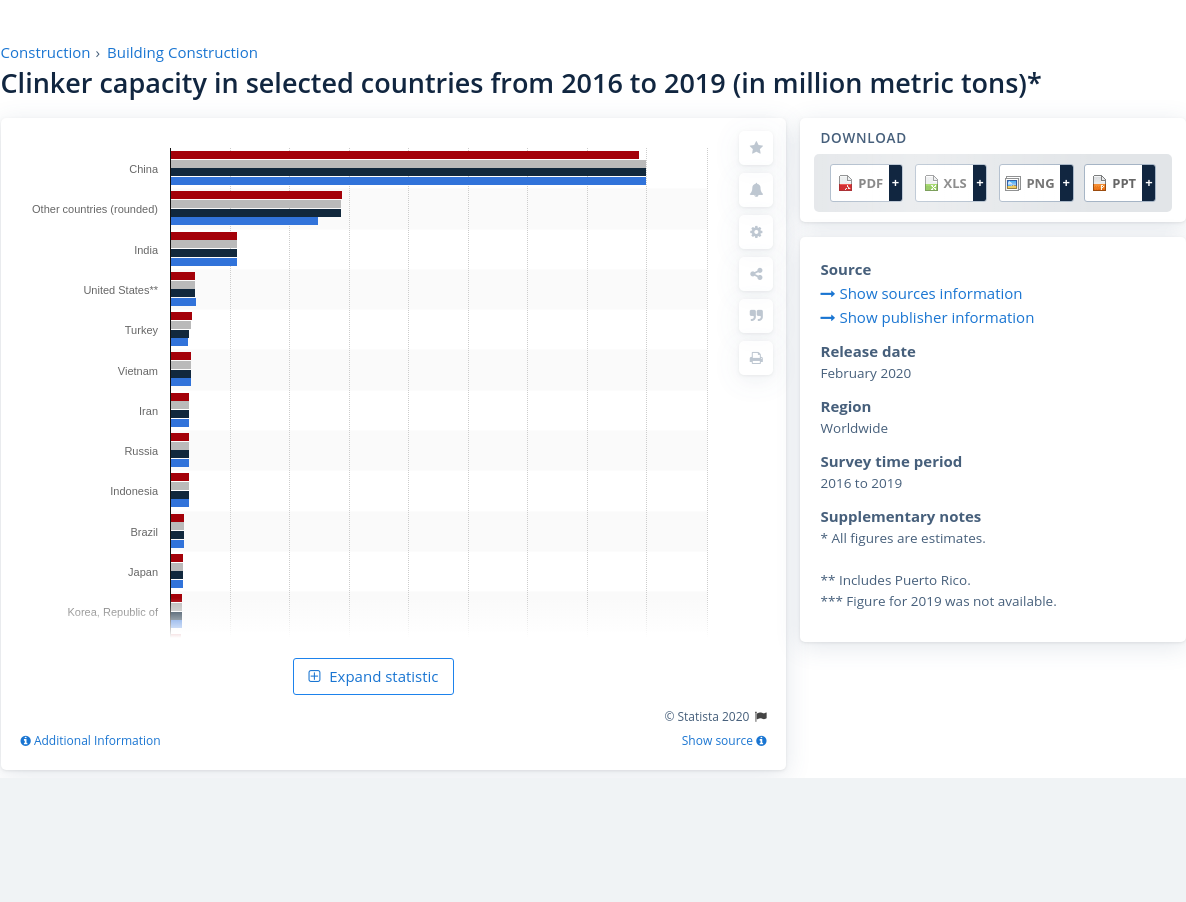 Construction › Building Construction
Clinker capacity in selected countries from 2016 to 2019 (in million metric tons)*
China
Other countries (rounded)
India
United States**
Turkey
Vietnam
Iran
Russia
Indonesia
Brazil
Japan
Korea, Republic of
Expand statistic
© Statista 2020
Additional Information
Show source
DOWNLOAD
PDF +
XLS +
PNG +
PPT +
Source
Show sources information
Show publisher information
Release date
February 2020
Region
Worldwide
Survey time period
2016 to 2019
Supplementary notes
* All figures are estimates.
** Includes Puerto Rico.
*** Figure for 2019 was not available.